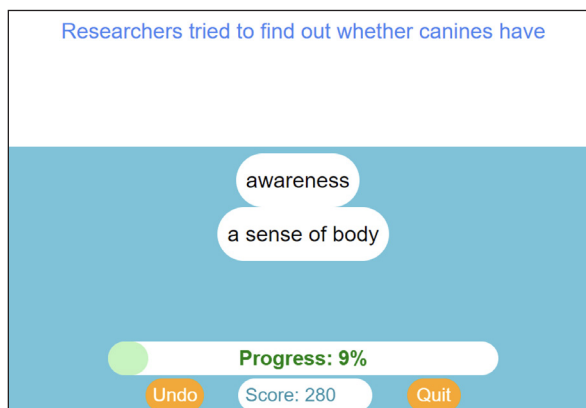 Researchers tried to find out whether canines have
awareness
a sense of body
Progress: 9%
Undo
Score: 280
Quit